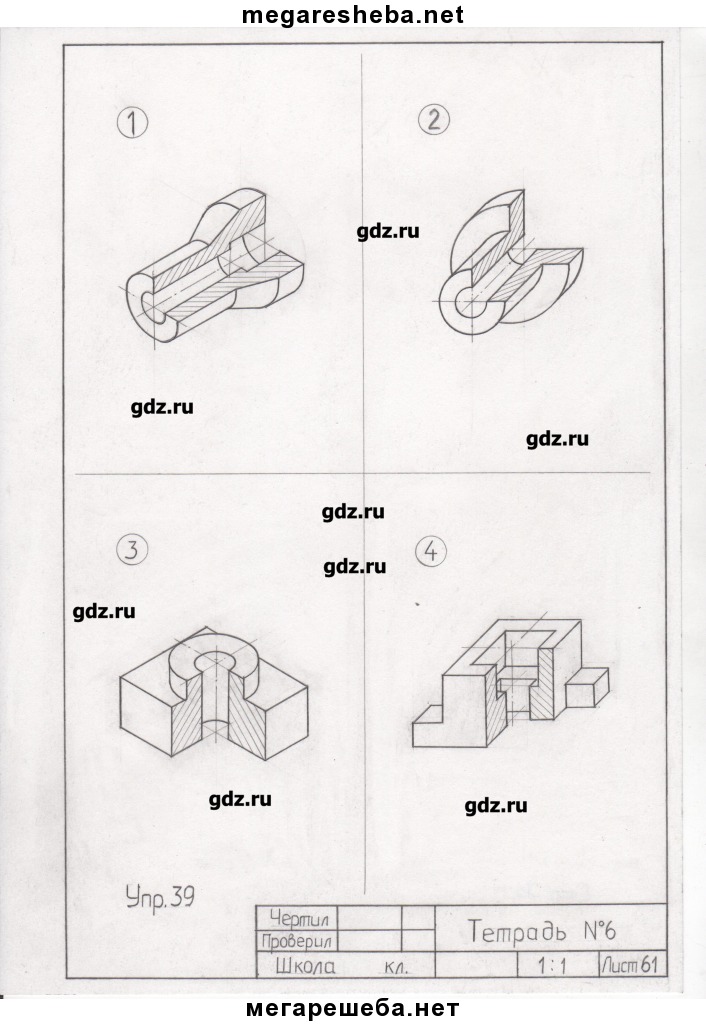 megaresheba.net
1
2
gdz.ru
gdz.ru
gdz.ru
gdz.ru
3
4
gdz.ru
gdz.ru
gdz.ru
gdz.ru
Упр.39
Чертил
Проверил
Тетрадь №6
Школа кл.
1:1
Лист 61
мегарешеба.нет